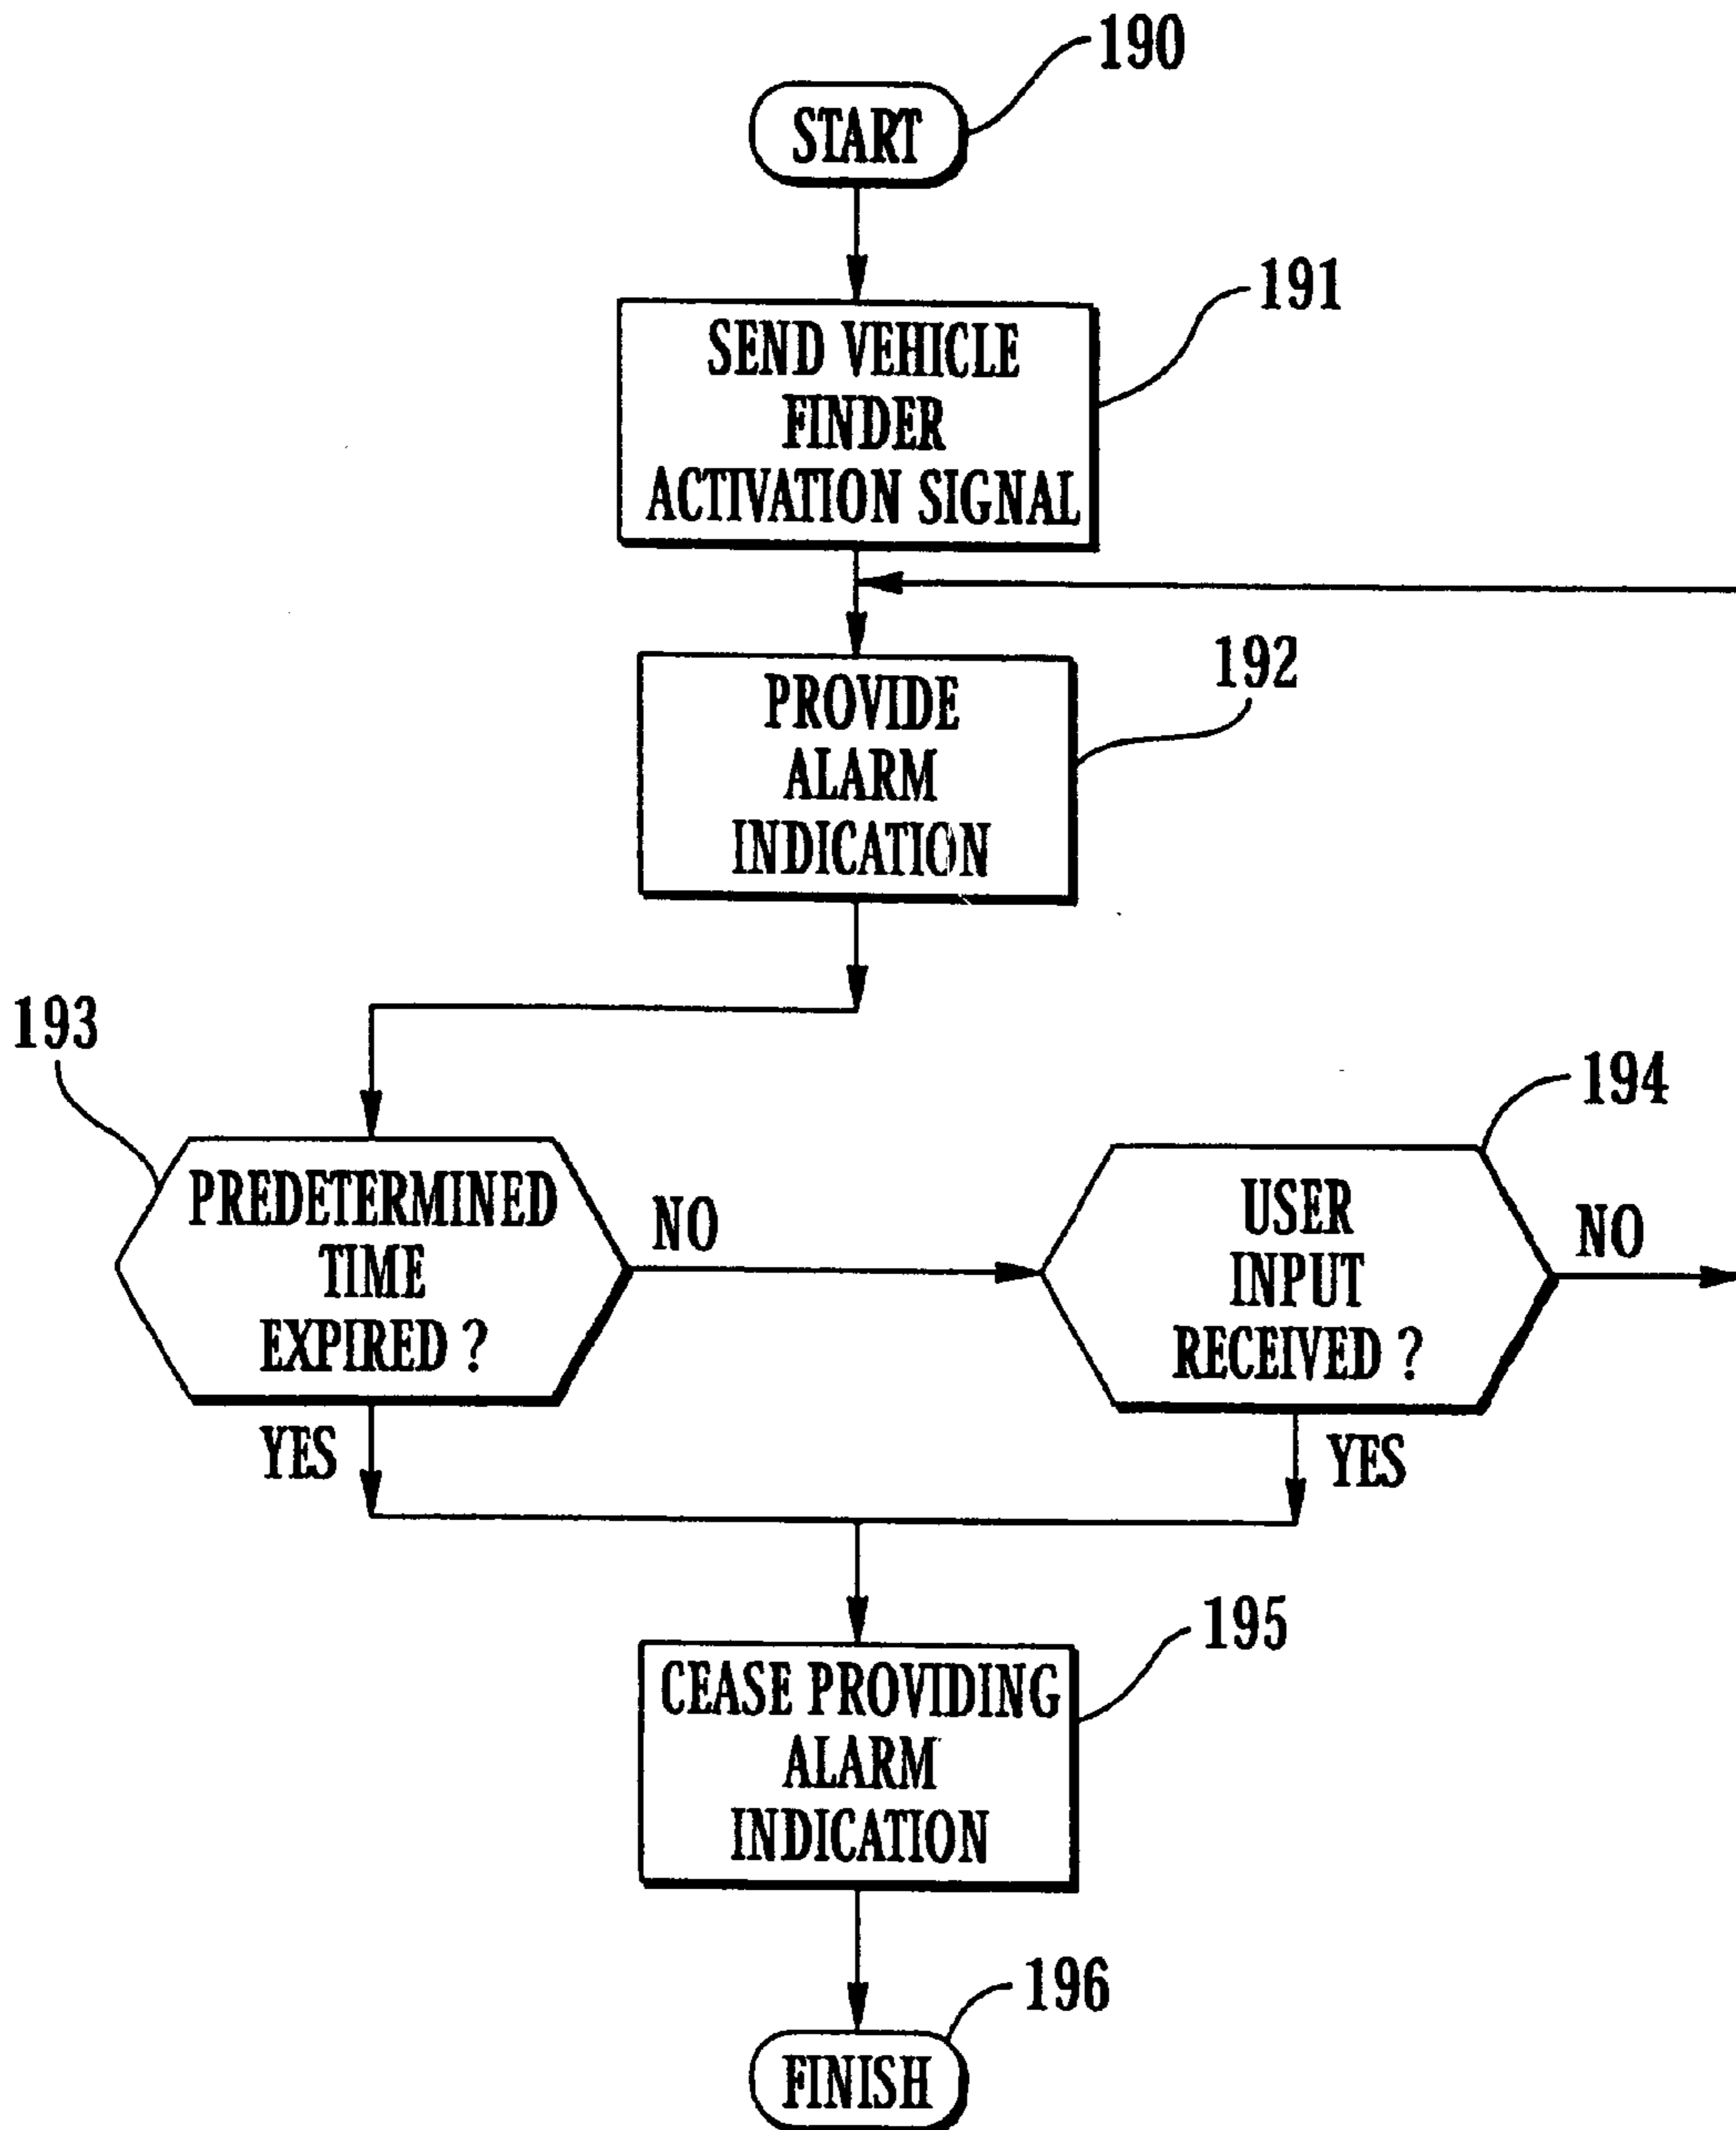 190
START
191
SEND VEHICLE
FINDER
ACTIVATION SIGNAL
192
PROVIDE
ALARM
INDICATION
193
194
PREDETERMINED
TIME
EXPIRED ?
NO
USER
INPUT
RECEIVED ?
NO
YES
YES
195
CEASE PROVIDING
ALARM
INDICATION
196
FINISH